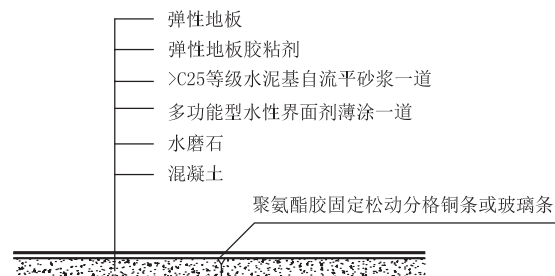 弹性地板
弹性地板胶粘剂
>C25等级水泥基自流平砂浆一道
多功能型水性界面剂薄涂一道
水磨石
混凝土
聚氨酯胶固定松动分格铜条或玻璃条